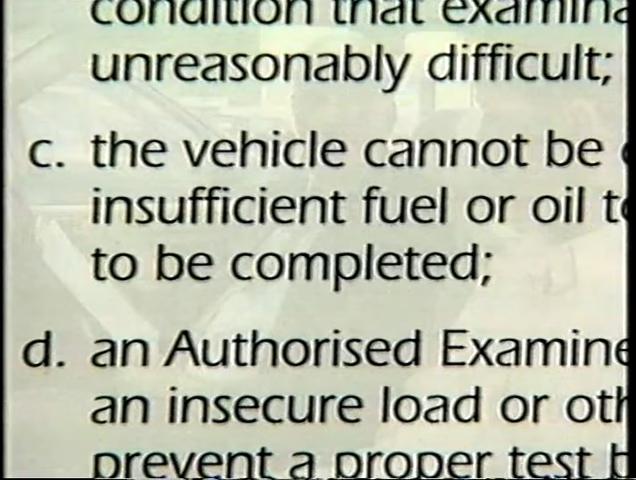 condition that examina
unreasonably difficult;
c. the vehicle cannot be
insufficient fuel or oil to
to be completed;
d. an Authorised Examine
an insecure load or oth
prevent a proper test b